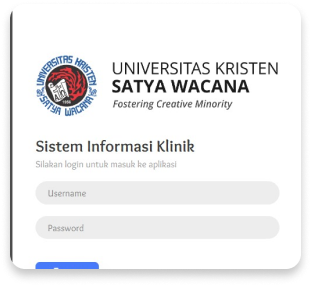 UNIVERSITAS KRISTEN
SATYA WACANA
UNIVERSITAS KRISTEN
SATYA WACANA
1956
Fostering Creative Minority
Sistem Informasi Klinik
Silakan login untuk masuk ke aplikasi
Username
Password